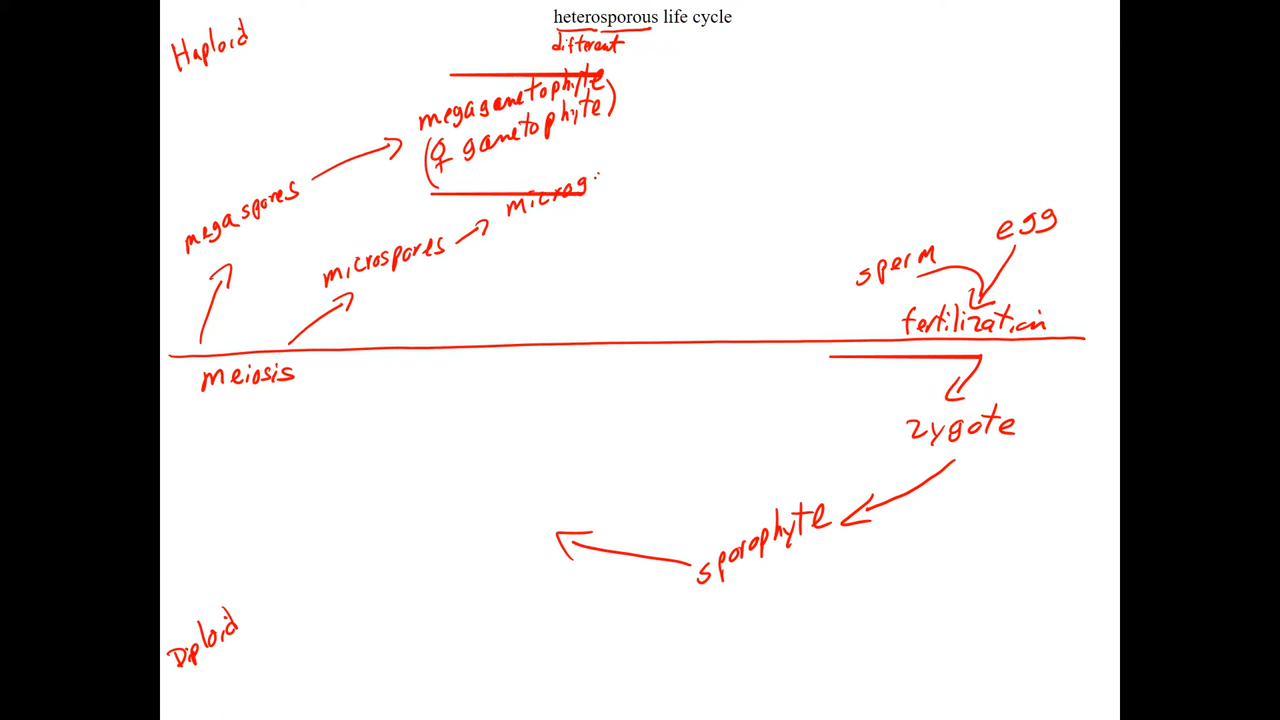 heterosporous life cycle
different
Haploid
megagametophyte
(♀ gametophyte)
megaspores
microg
microspores
egg
sperm
fertilization
meiosis
zygote
sporophyte
Diploid